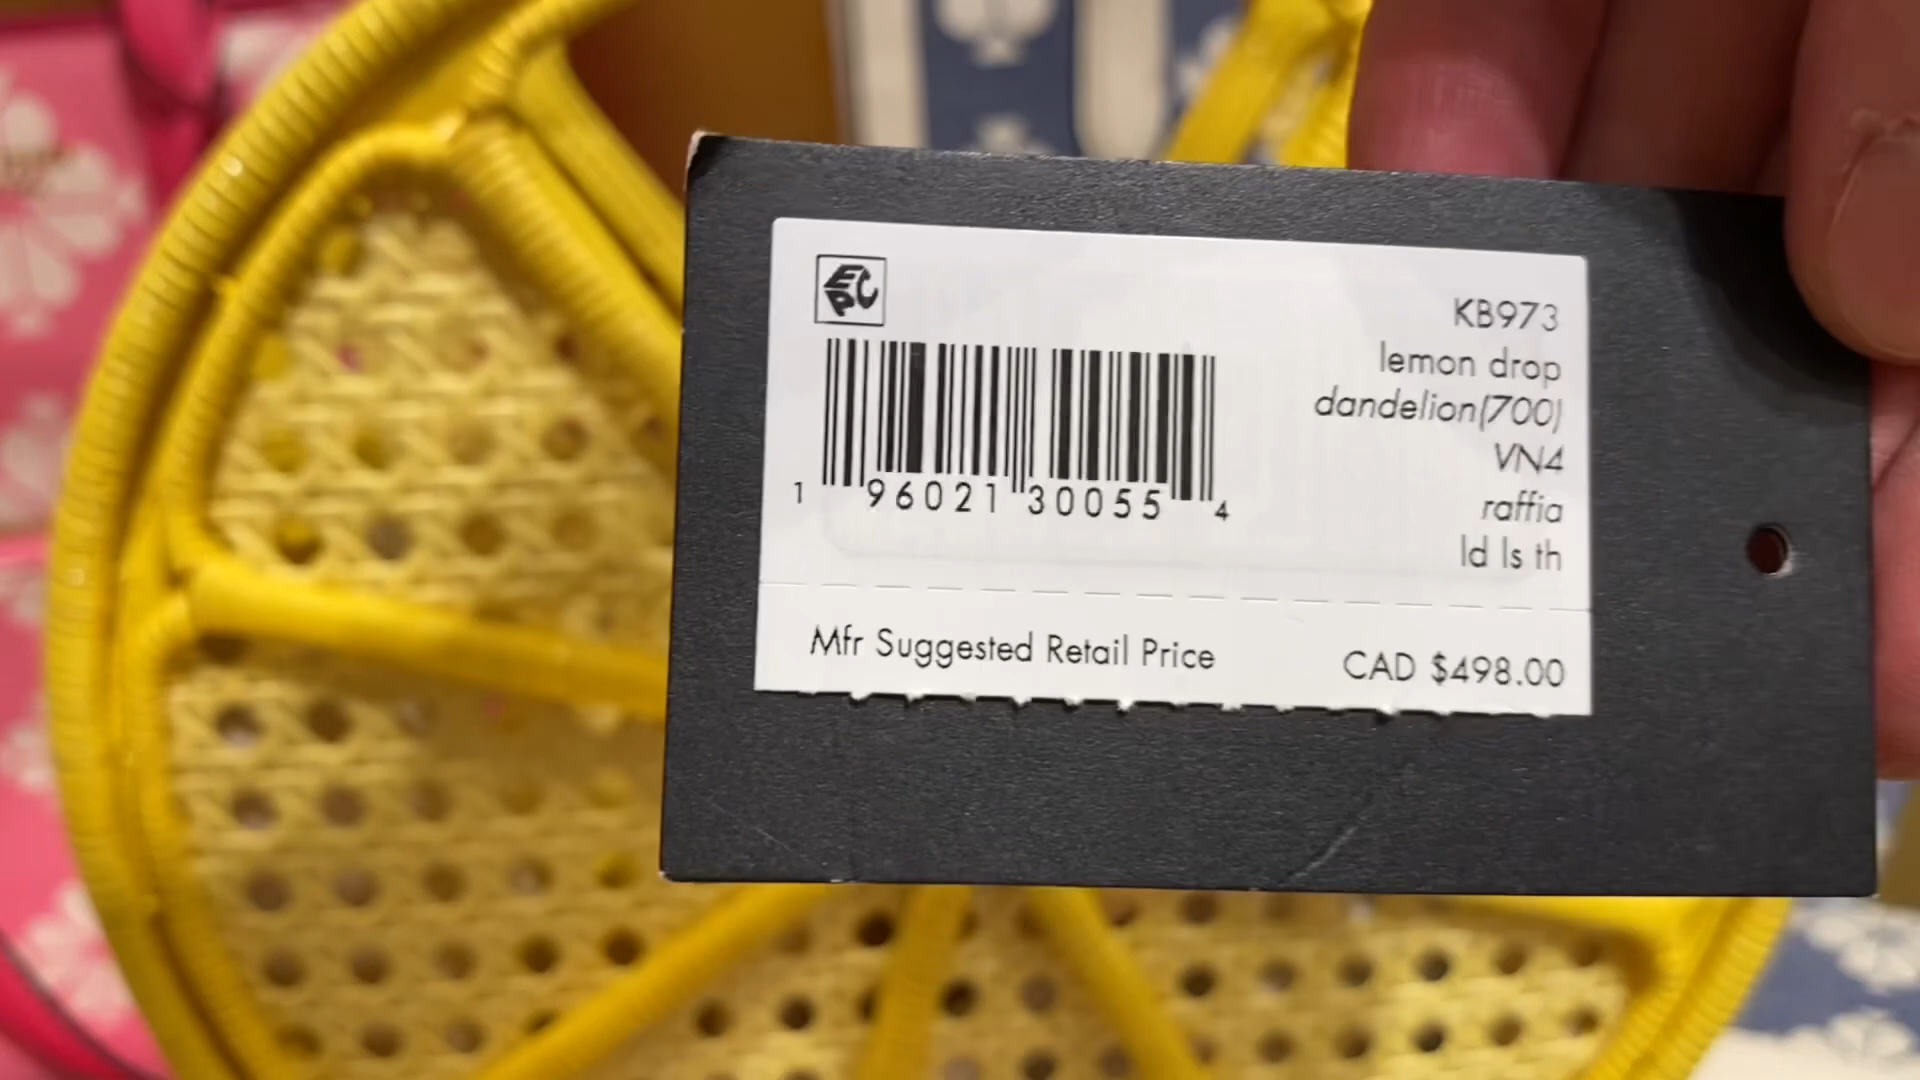 EPC
KB973
lemon drop
dandelion(700)
VN4
raffia
ld ls th
1 96021 30055 4
Mfr Suggested Retail Price CAD $498.00